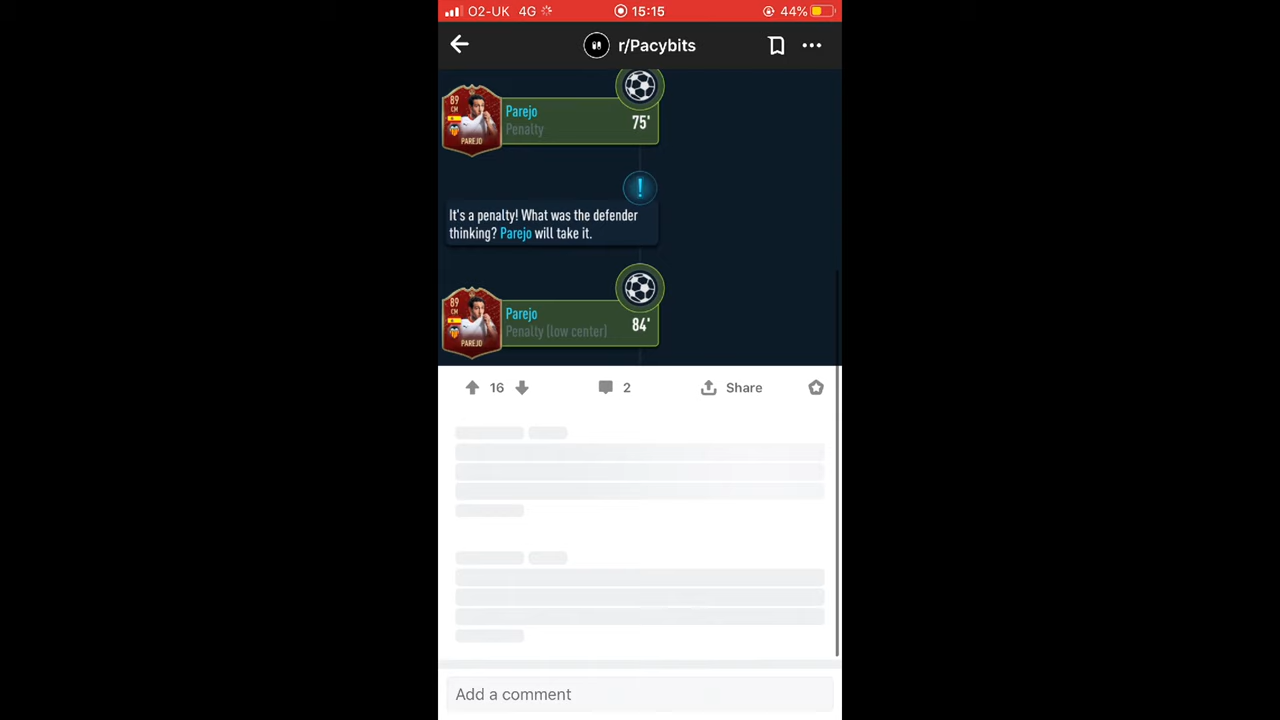 O2-UK 4G 15:15 44%
r/Pacybits
89
CM
PAREJO
Parejo
Penalty
75'
It's a penalty! What was the defender
thinking? Parejo will take it.
89
CM
PAREJO
Parejo
Penalty [low center]
84'
16 2 Share
Add a comment